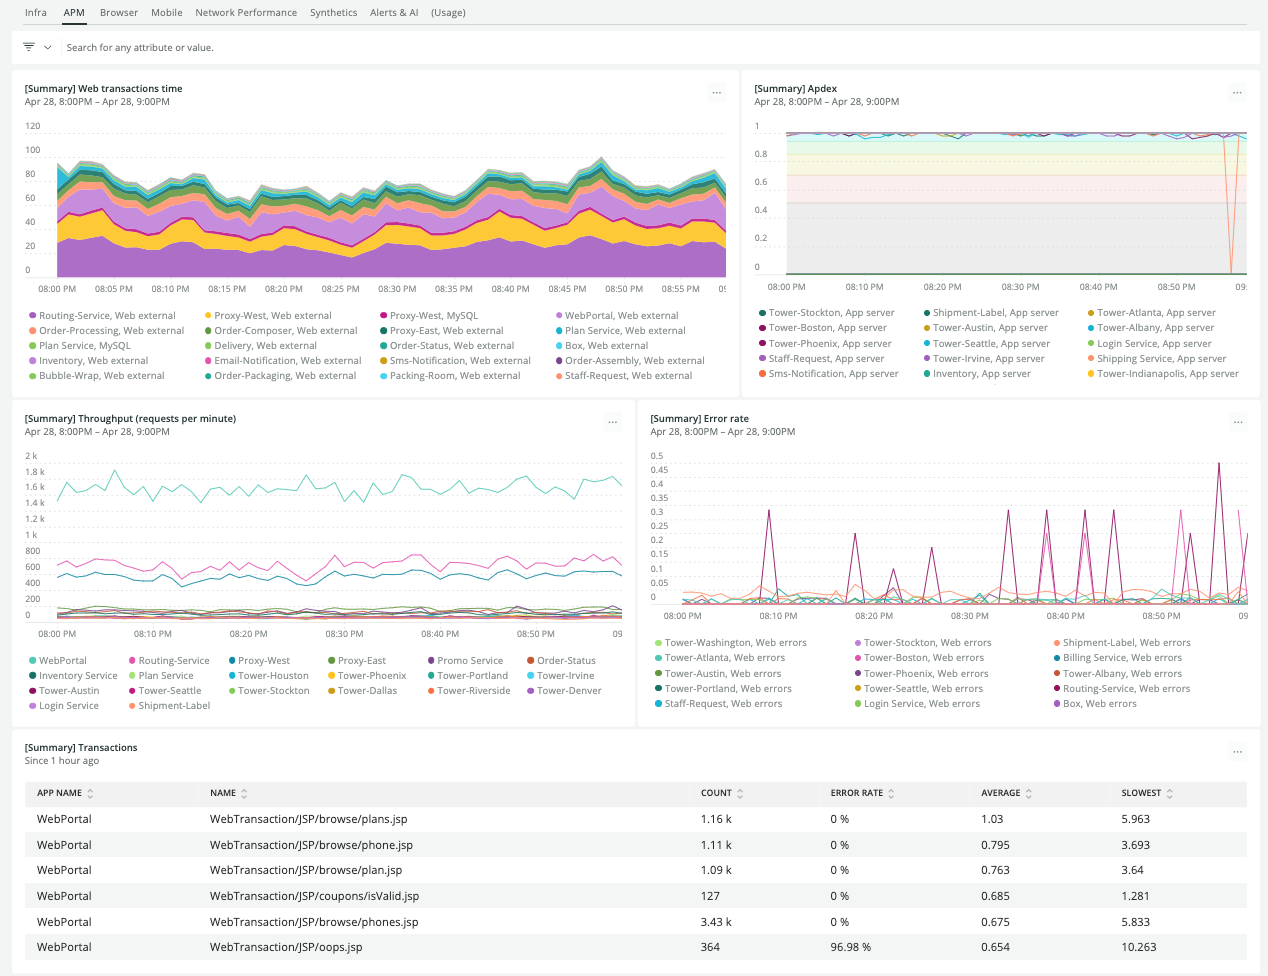 Infra APM Browser Mobile Network Performance Synthetics Alerts & AI (Usage)
Search for any attribute or value.
[Summary] Web transactions time
Apr 28, 8:00PM – Apr 28, 9:00PM
...
120
100
80
60
40
20
0
08:00 PM 08:05 PM 08:10 PM 08:15 PM 08:20 PM 08:25 PM 08:30 PM 08:35 PM 08:40 PM 08:45 PM 08:50 PM 08:55 PM 09
Routing-Service, Web external Proxy-West, Web external Proxy-West, MySQL WebPortal, Web external
Order-Processing, Web external Order-Composer, Web external Proxy-East, Web external Plan Service, Web external
Plan Service, MySQL Delivery, Web external Order-Status, Web external Box, Web external
Inventory, Web external Email-Notification, Web external Sms-Notification, Web external Order-Assembly, Web external
Bubble-Wrap, Web external Order-Packaging, Web external Packing-Room, Web external Staff-Request, Web external
[Summary] Apdex
Apr 28, 8:00PM – Apr 28, 9:00PM
...
1
0.8
0.6
0.4
0.2
0
08:00 PM 08:10 PM 08:20 PM 08:30 PM 08:40 PM 08:50 PM 09:
Tower-Stockton, App server Shipment-Label, App server Tower-Atlanta, App server
Tower-Boston, App server Tower-Austin, App server Tower-Albany, App server
Tower-Phoenix, App server Tower-Seattle, App server Login Service, App server
Staff-Request, App server Tower-Irvine, App server Shipping Service, App server
Sms-Notification, App server Inventory, App server Tower-Indianapolis, App server
[Summary] Throughput (requests per minute)
Apr 28, 8:00PM – Apr 28, 9:00PM
...
2 k
1.8 k
1.6 k
1.4 k
1.2 k
1 k
800
600
400
200
0
08:00 PM 08:10 PM 08:20 PM 08:30 PM 08:40 PM 08:50 PM 09
WebPortal Routing-Service Proxy-West Proxy-East Promo Service Order-Status
Inventory Service Plan Service Tower-Houston Tower-Phoenix Tower-Portland Tower-Irvine
Tower-Austin Tower-Seattle Tower-Stockton Tower-Dallas Tower-Riverside Tower-Denver
Login Service Shipment-Label
[Summary] Error rate
Apr 28, 8:00PM – Apr 28, 9:00PM
...
0.5
0.45
0.4
0.35
0.3
0.25
0.2
0.15
0.1
0.05
0
08:00 PM 08:10 PM 08:20 PM 08:30 PM 08:40 PM 08:50 PM 09
Tower-Washington, Web errors Tower-Stockton, Web errors Shipment-Label, Web errors
Tower-Atlanta, Web errors Tower-Boston, Web errors Billing Service, Web errors
Tower-Austin, Web errors Tower-Phoenix, Web errors Tower-Albany, Web errors
Tower-Portland, Web errors Tower-Seattle, Web errors Routing-Service, Web errors
Staff-Request, Web errors Login Service, Web errors Box, Web errors
[Summary] Transactions
Since 1 hour ago
...
APP NAME NAME COUNT ERROR RATE AVERAGE SLOWEST
WebPortal WebTransaction/JSP/browse/plans.jsp 1.16 k 0 % 1.03 5.963
WebPortal WebTransaction/JSP/browse/phone.jsp 1.11 k 0 % 0.795 3.693
WebPortal WebTransaction/JSP/browse/plan.jsp 1.09 k 0 % 0.763 3.64
WebPortal WebTransaction/JSP/coupons/isValid.jsp 127 0 % 0.685 1.281
WebPortal WebTransaction/JSP/browse/phones.jsp 3.43 k 0 % 0.675 5.833
WebPortal WebTransaction/JSP/oops.jsp 364 96.98 % 0.654 10.263